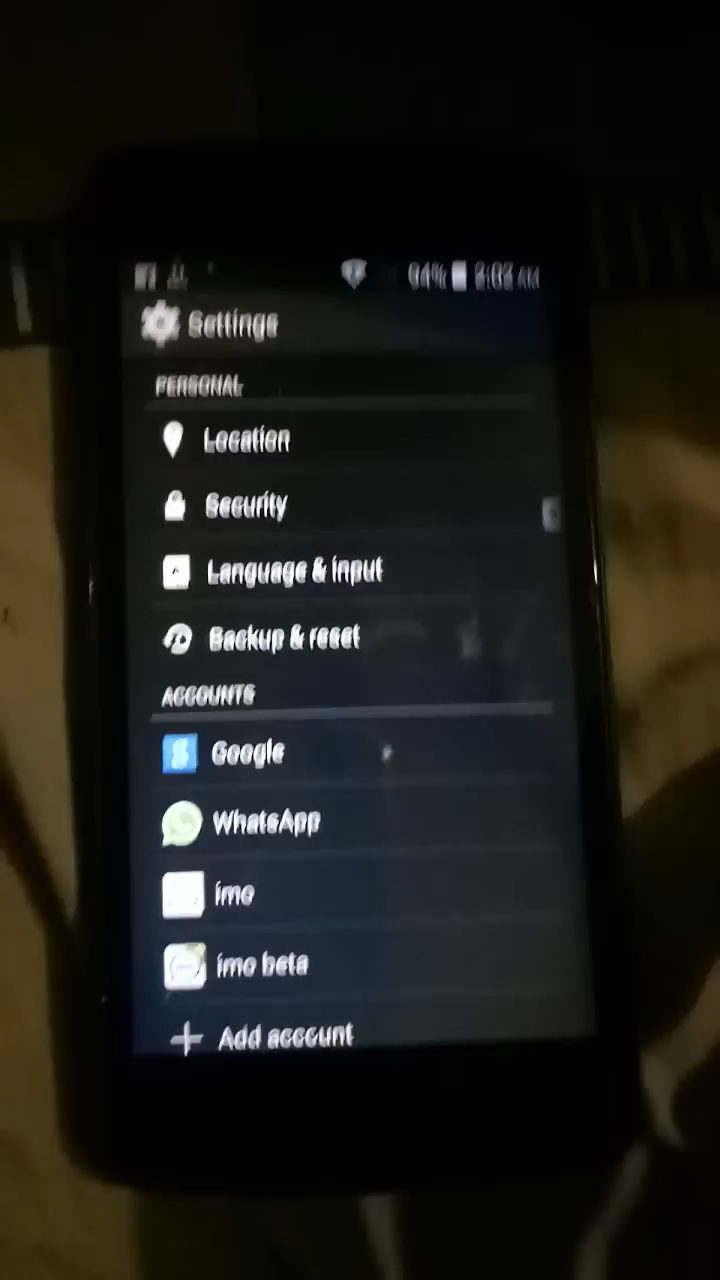 Settings
PERSONAL
Location
Security
Language & input
Backup & reset
ACCOUNTS
Google
WhatsApp
imo
imo beta
Add account